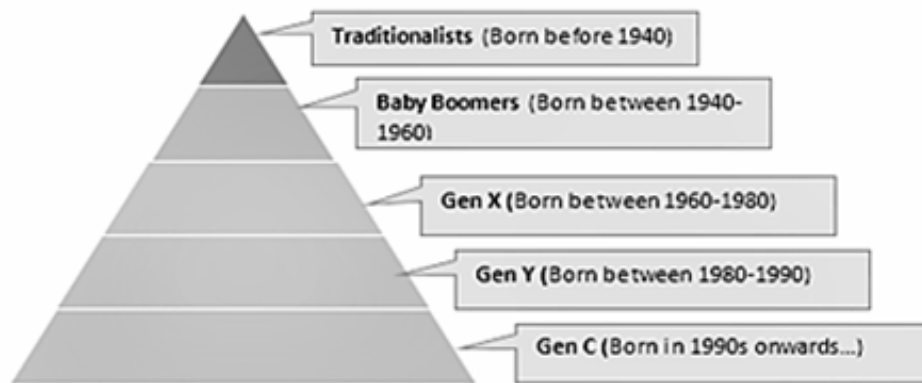 Traditionalists (Born before 1940)
Baby Boomers (Born between 1940-
1960)
Gen X (Born between 1960-1980)
Gen Y (Born between 1980-1990)
Gen C (Born in 1990s onwards...)